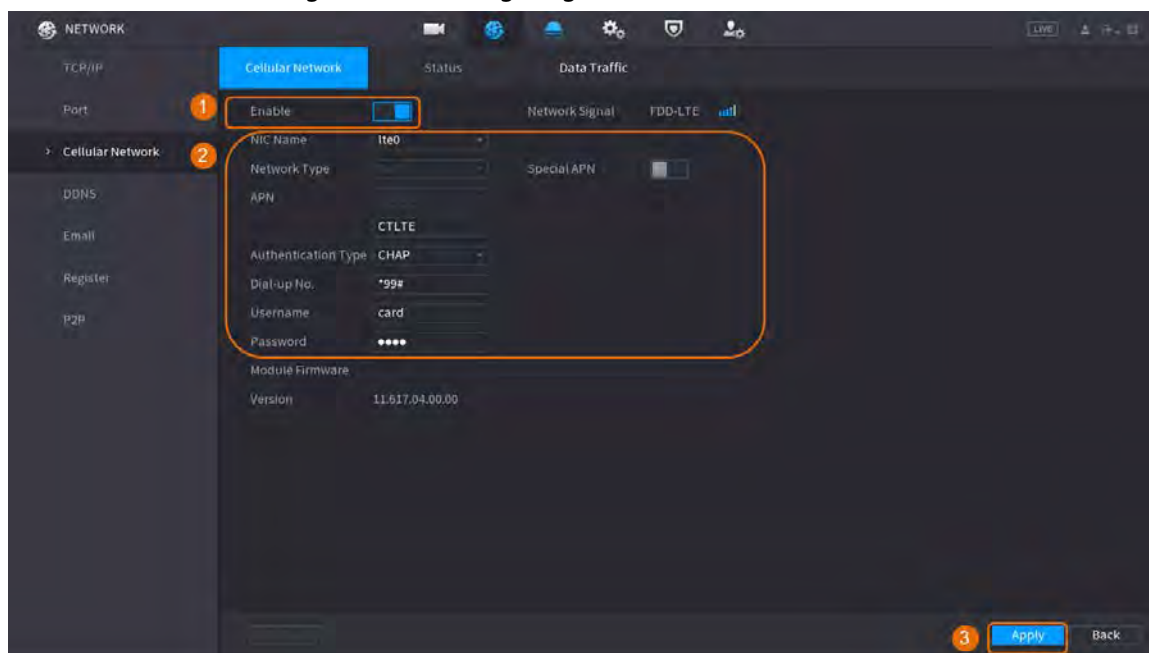 NETWORK
LIVE
TCP/IP
Cellular Network
Status
Data Traffic
Port
1
Enable
Network Signal
FDD-LTE
Cellular Network
2
NIC Name
lte0
Network Type
Special APN
DDNS
APN
CTLTE
Email
Authentication Type
CHAP
Register
Dial-up No.
*99#
Username
card
P2P
Password
Module Firmware
Version
11.617.04.00.00
3
Apply
Back